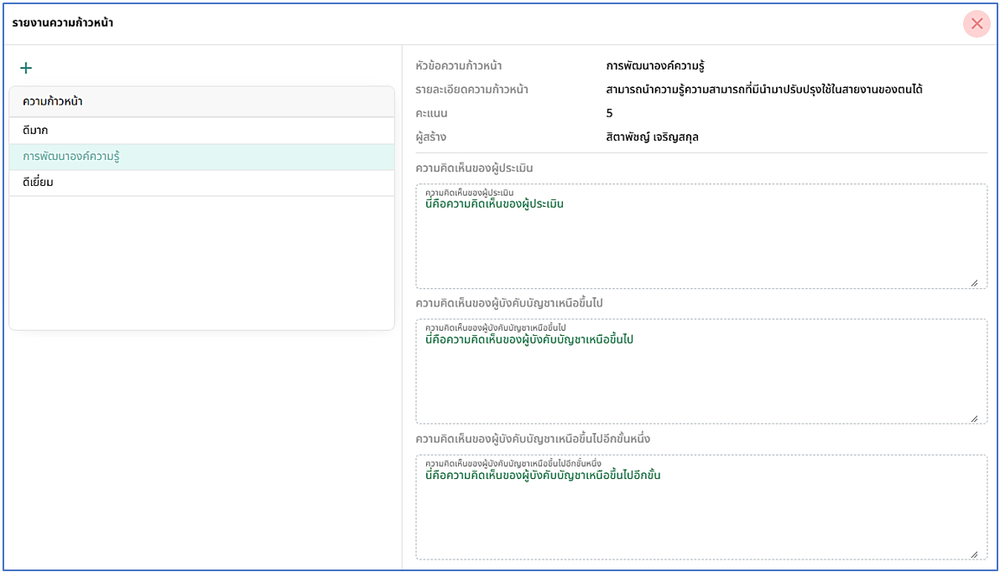 รายงานความก้าวหน้า
ความก้าวหน้า
ดีมาก
การพัฒนาองค์ความรู้
ดีเยี่ยม
หัวข้อความก้าวหน้า การพัฒนาองค์ความรู้
รายละเอียดความก้าวหน้า สามารถนำความรู้ความสามารถที่มีนำมาปรับปรุงใช้ในสายงานของตนได้
คะแนน 5
ผู้สร้าง สิตาพัชญ์ เจริญสกุล
ความคิดเห็นของผู้ประเมิน
ความคิดเห็นของผู้ประเมิน
นี่คือความคิดเห็นของผู้ประเมิน
ความคิดเห็นของผู้บังคับบัญชาเหนือขึ้นไป
ความคิดเห็นของผู้บังคับบัญชาเหนือขึ้นไป
นี่คือความคิดเห็นของผู้บังคับบัญชาเหนือขึ้นไป
ความคิดเห็นของผู้บังคับบัญชาเหนือขึ้นไปอีกขั้นหนึ่ง
ความคิดเห็นของผู้บังคับบัญชาเหนือขึ้นไปอีกขั้นหนึ่ง
นี่คือความคิดเห็นของผู้บังคับบัญชาเหนือขึ้นไปอีกขั้น